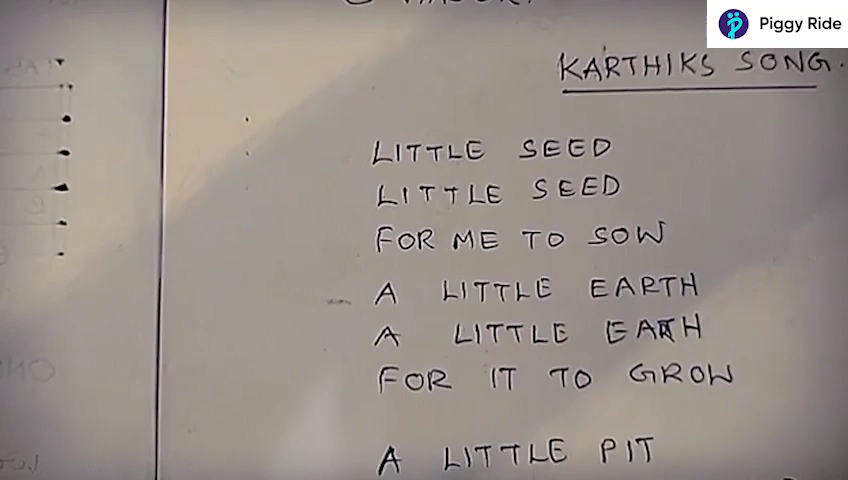 Piggy Ride
KARTHIKS SONG.
LITTLE SEED
LITTLE SEED
FOR ME TO SOW
A LITTLE EARTH
A LITTLE EARTH
FOR IT TO GROW
A LITTLE PIT